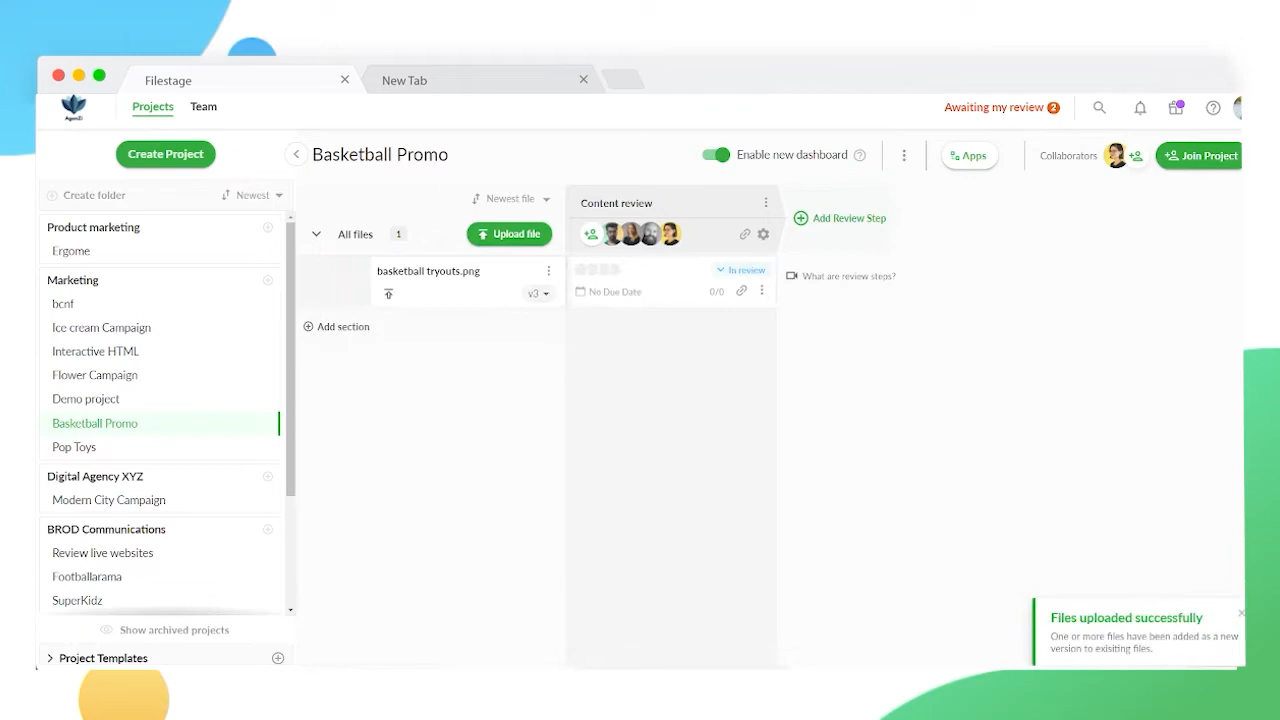 Filestage
New Tab
Projects
Team
Awaiting my review 2
Create Project
Basketball Promo
Enable new dashboard
Apps
Collaborators
Join Project
Create folder
Newest
Newest file
Content review
Add Review Step
All files 1
Upload file
Product marketing
Ergome
basketball tryouts.png
In review
What are review steps?
v3
No Due Date
0/0
Marketing
bcnf
Ice cream Campaign
Add section
Interactive HTML
Flower Campaign
Demo project
Basketball Promo
Pop Toys
Digital Agency XYZ
Modern City Campaign
BROD Communications
Review live websites
Footballarama
SuperKidz
Show archived projects
Project Templates
Files uploaded successfully
One or more files have been added as a new
version to exisiting files.